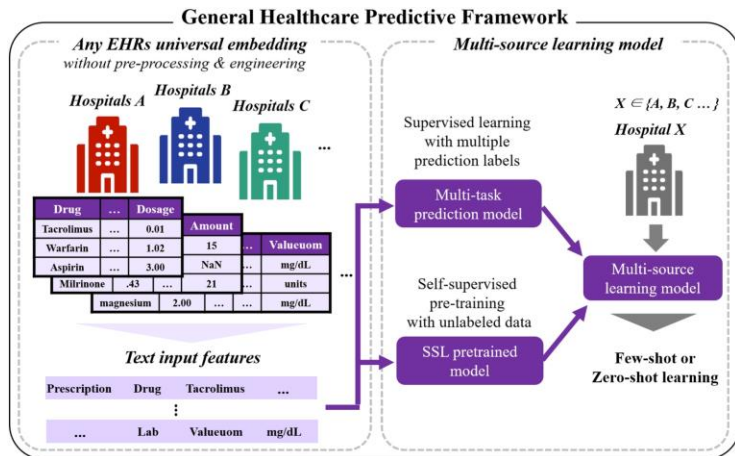 General Healthcare Predictive Framework
Any EHRs universal embedding
without pre-processing & engineering
Hospitals A
Hospitals B
Hospitals C
...
Drug ... Dosage
Tacrolimus ... 0.01
Warfarin ... 1.02
Aspirin ... 3.00
Amount
15
NaN
Milrinone .43 ... 21
... Valueuom
... mg/dL
... units
magnesium 2.00 ... ... mg/dL
...
Text input features
Prescription Drug Tacrolimus ...
⋮
... Lab Valueuom mg/dL
Multi-source learning model
Supervised learning
with multiple
prediction labels
Multi-task
prediction model
Self-supervised
pre-training
with unlabeled data
SSL pretrained
model
X ∈ {A, B, C ... }
Hospital X
Multi-source
learning model
Few-shot or
Zero-shot learning